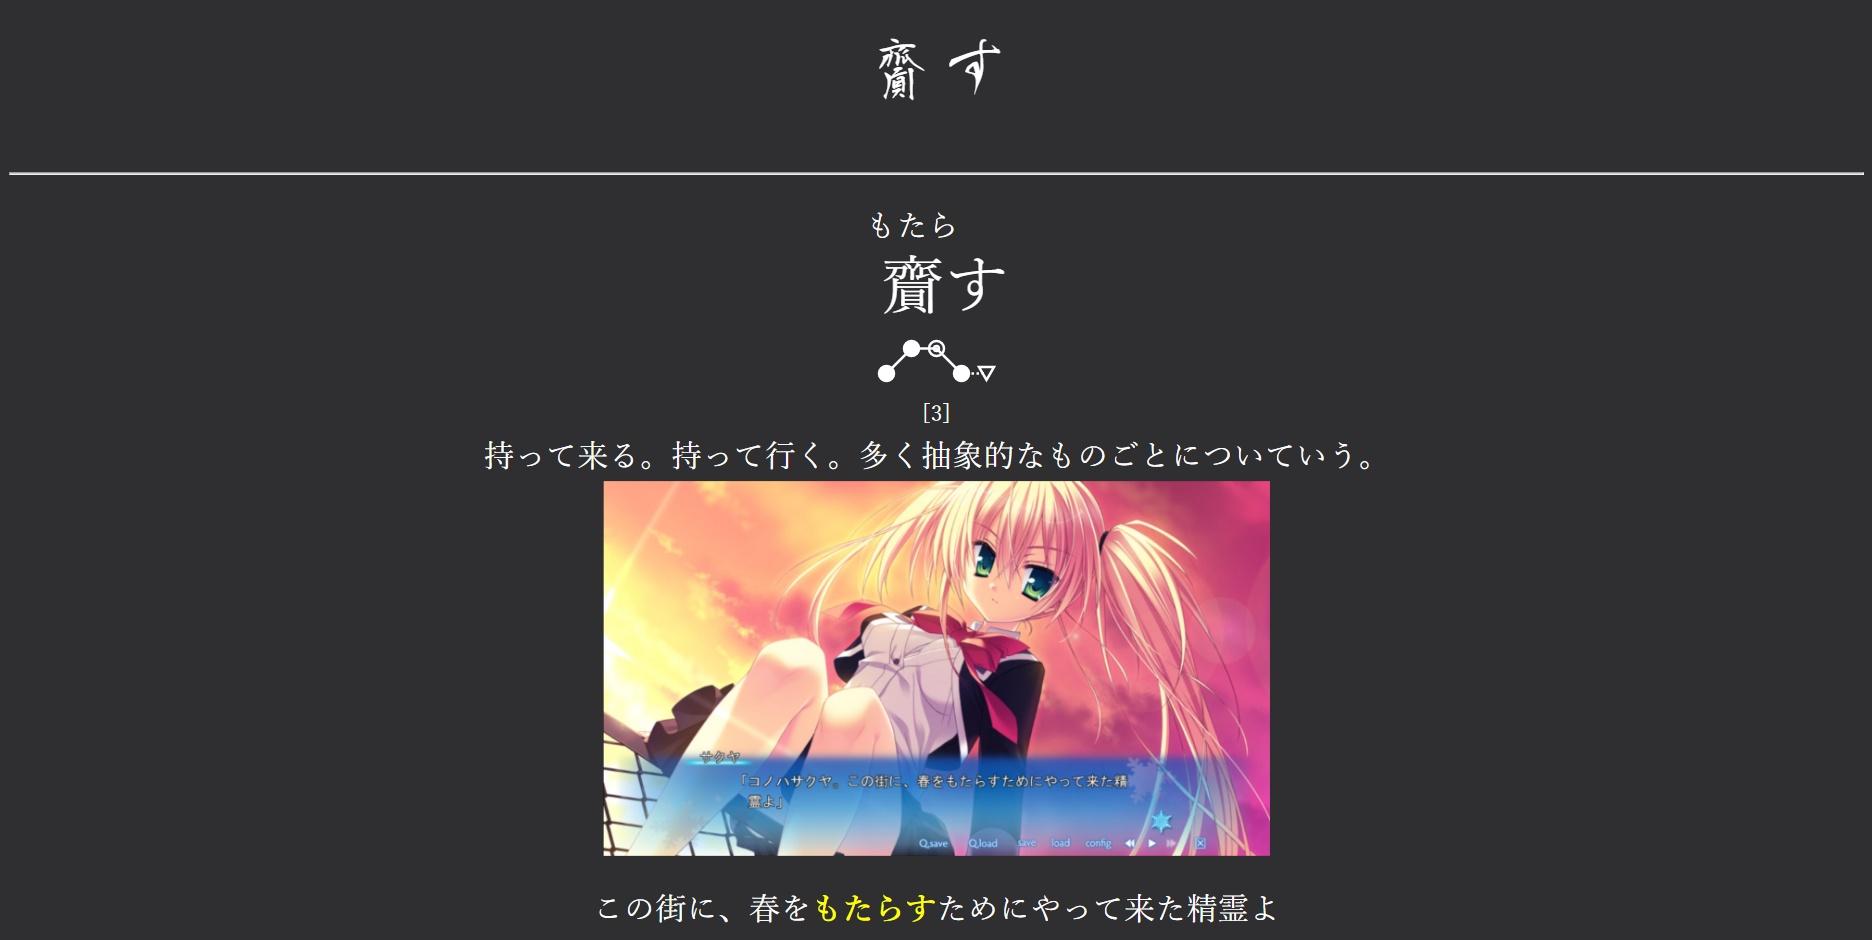 齎す
もたら
齎す
[3]
持って来る。持って行く。多く抽象的なものごとについていう。
サクヤ
「コノハサクヤ。この街に、春をもたらすためにやって来た精
霊よ」
Q.save Q.load save load config
この街に、春をもたらすためにやって来た精霊よ